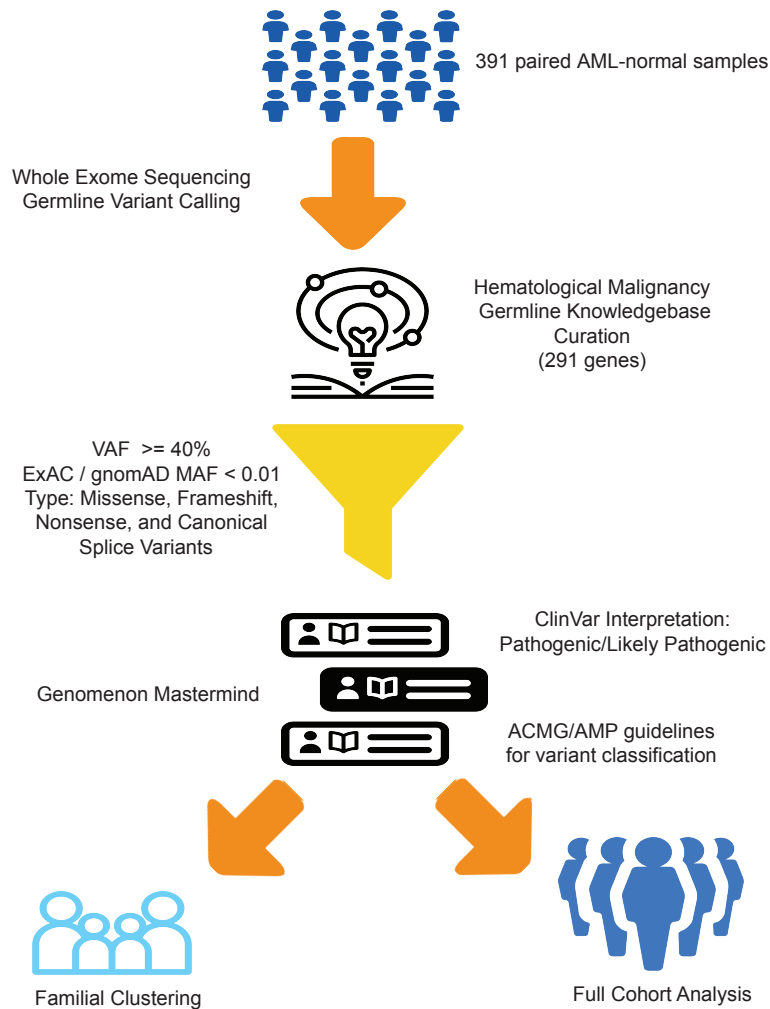 391 paired AML-normal samples
Whole Exome Sequencing
Germline Variant Calling
Hematological Malignancy
Germline Knowledgebase
Curation
(291 genes)
VAF >= 40%
ExAC / gnomAD MAF < 0.01
Type: Missense, Frameshift,
Nonsense, and Canonical
Splice Variants
ClinVar Interpretation:
Pathogenic/Likely Pathogenic
Genomenon Mastermind
ACMG/AMP guidelines
for variant classification
Familial Clustering
Full Cohort Analysis